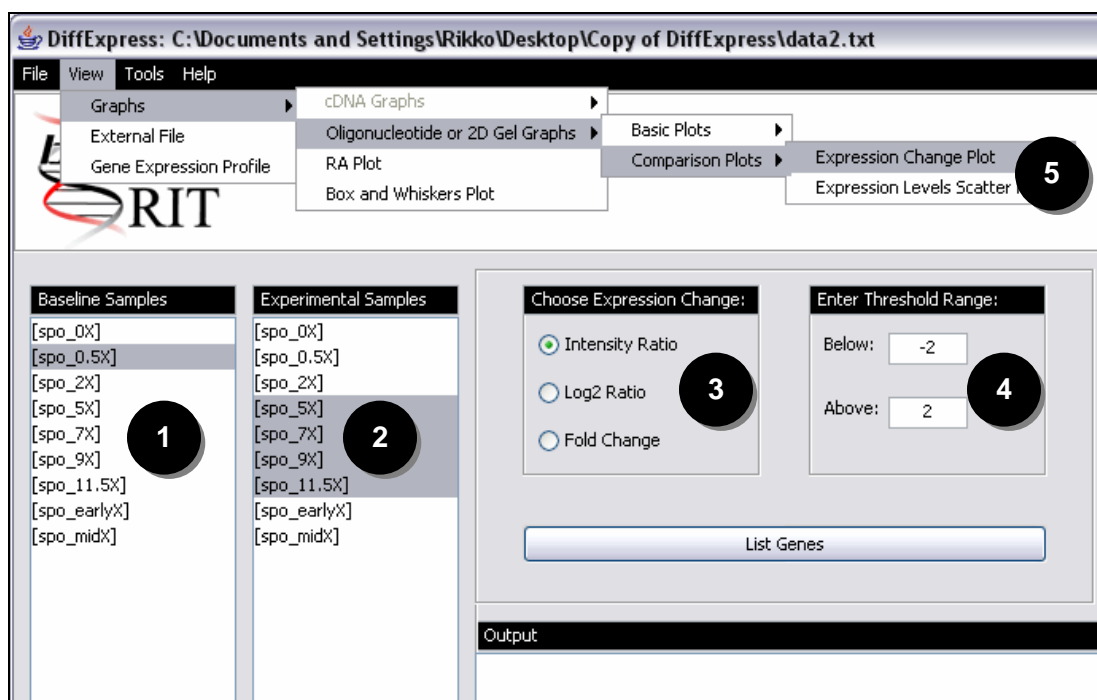 DiffExpress: C:\Documents and Settings\Rikko\Desktop\Copy of DiffExpress\data2.txt
File View Tools Help
Graphs
External File
Gene Expression Profile
cDNA Graphs
Oligonucleotide or 2D Gel Graphs
RA Plot
Box and Whiskers Plot
Basic Plots
Comparison Plots
Expression Change Plot
Expression Levels Scatter
5
RIT
Baseline Samples
[spo_0X]
[spo_0.5X]
[spo_2X]
[spo_5X]
[spo_7X]
[spo_9X]
[spo_11.5X]
[spo_earlyX]
[spo_midX]
1
Experimental Samples
[spo_0X]
[spo_0.5X]
[spo_2X]
[spo_5X]
[spo_7X]
[spo_9X]
[spo_11.5X]
[spo_earlyX]
[spo_midX]
2
Choose Expression Change:
Intensity Ratio
Log2 Ratio
Fold Change
3
Enter Threshold Range:
Below: -2
Above: 2
4
List Genes
Output